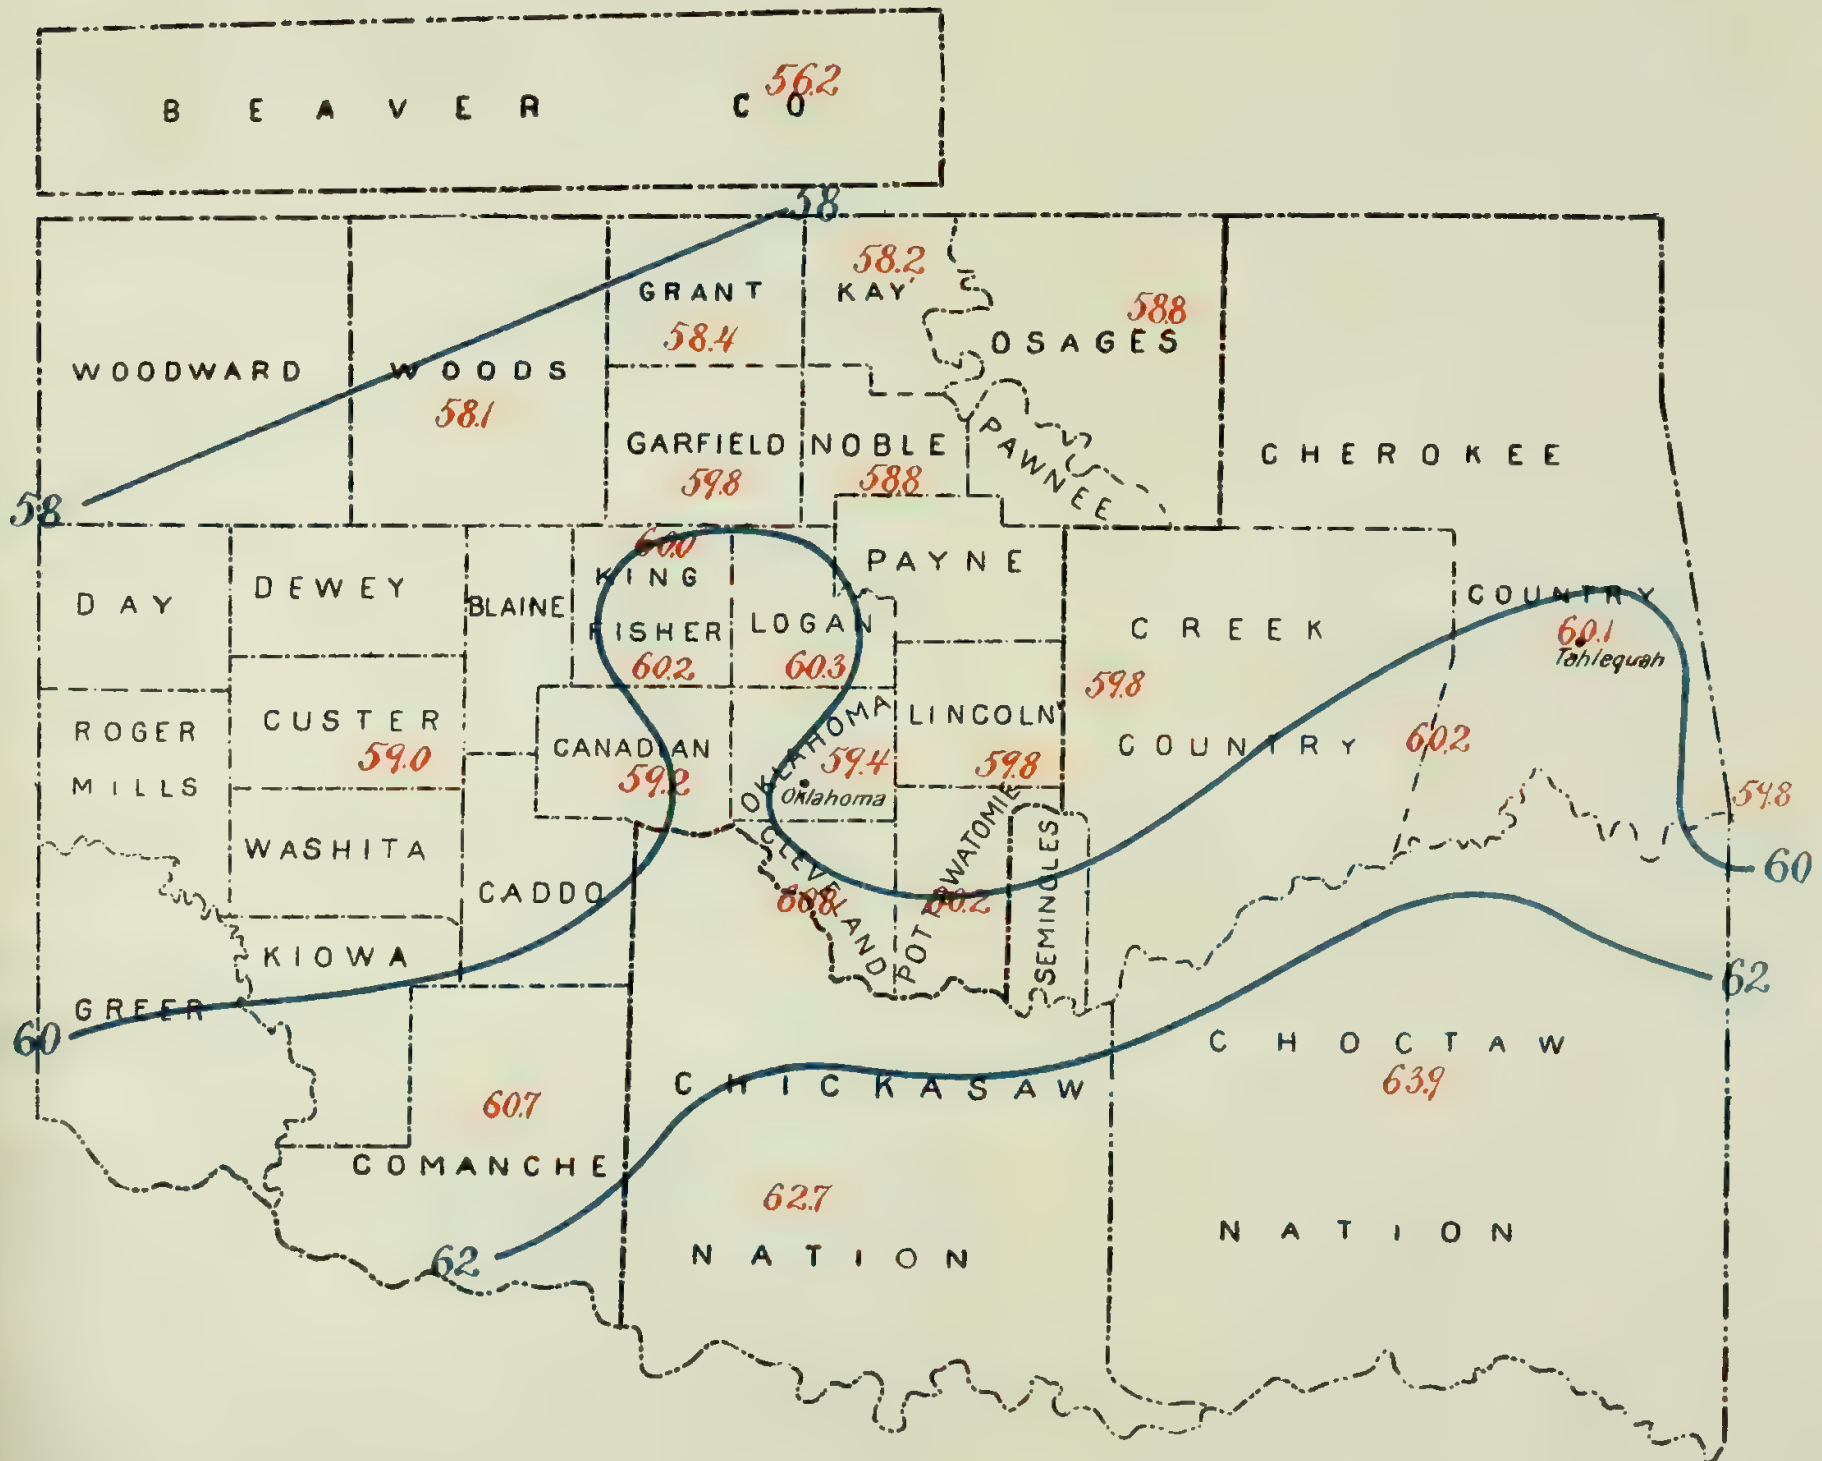 56.2
BEAVER CO
58
58.2
GRANT
KAY
58.8
58.4
OSAGES
WOODWARD
WOODS
58.1
GARFIELD
NOBLE
PAWNEE
CHEROKEE
59.8
58.8
58
60.0
KING
PAYNE
DAY
DEWEY
BLAINE
COUNTRY
FISHER
LOGAN
CREEK
60.1
Tahlequah
60.2
60.3
59.8
ROGER
CUSTER
LINCOLN
MILLS
59.0
CANADIAN
59.2
OKLAHOMA
59.4
Oklahoma
59.8
COUNTRY
60.2
59.8
WASHITA
CADDO
CLEVELAND
POTTAWATOMIE
60.2
SEMINOLES
60
KIOWA
GREER
60
62
CHOCTAW
CHICKASAW
63.9
60.7
COMANCHE
62.7
NATION
NATION
62